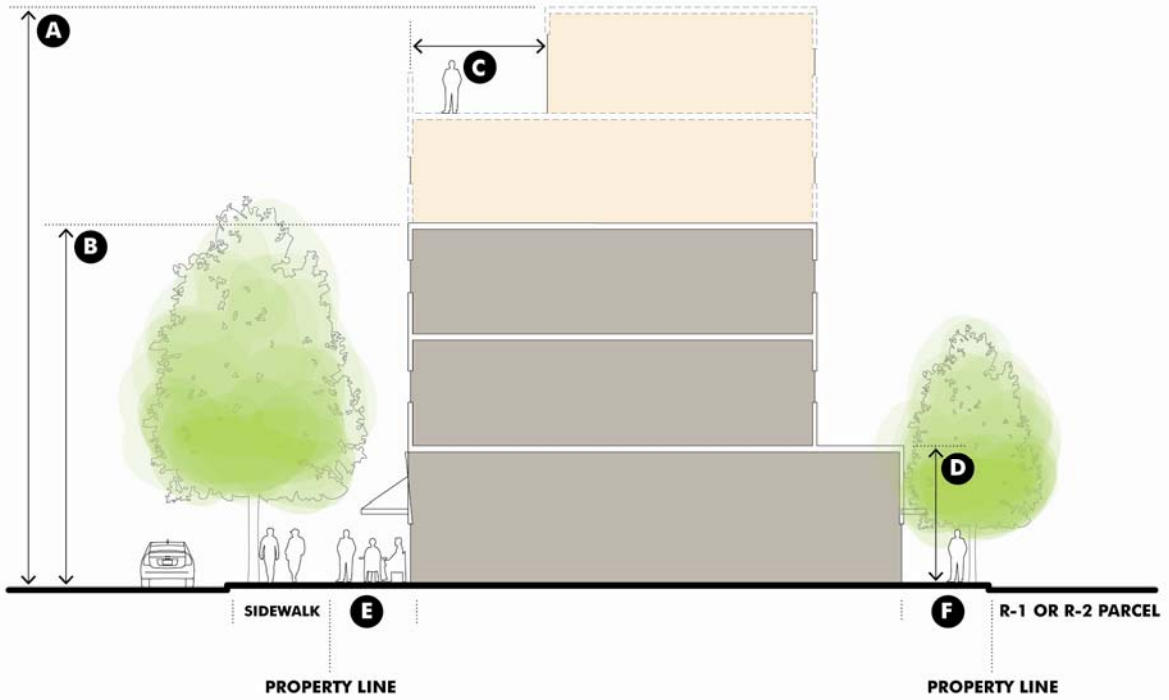 A
C
B
D
SIDEWALK E F R-1 OR R-2 PARCEL
PROPERTY LINE PROPERTY LINE